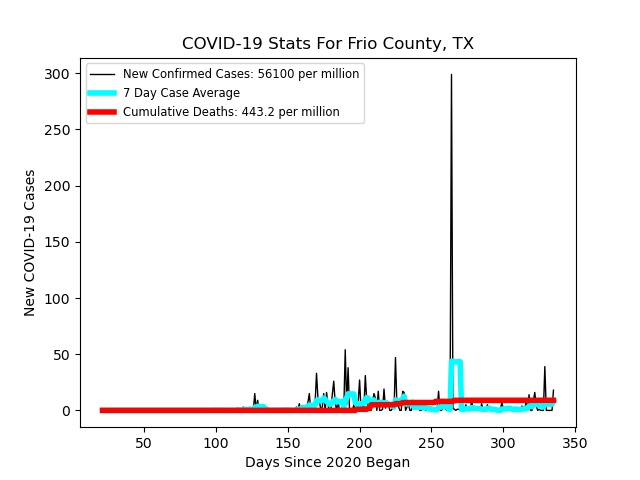 COVID-19 Stats For Frio County, TX
New Confirmed Cases: 56100 per million
7 Day Case Average
Cumulative Deaths: 443.2 per million
New COVID-19 Cases
300
250
200
150
100
50
0
50 100 150 200 250 300 350
Days Since 2020 Began